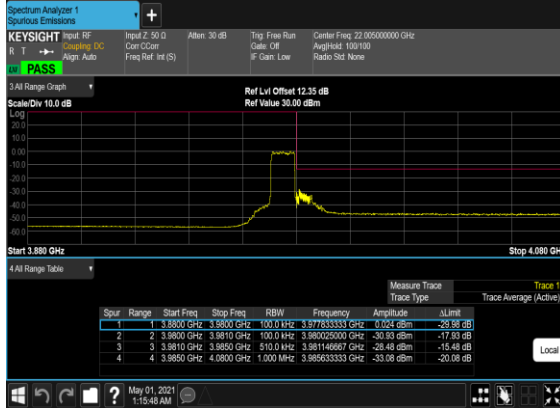 Spectrum Analyzer 1
Spurious Emissions
KEYSIGHT Input: RF Input Z: 50 Ω Atten: 30 dB Trig: Free Run Center Freq: 22.005000000 GHz
R T Coupling: DC Corr CCorr Gate: Off Avg|Hold: 100/100
Align: Auto Freq Ref: Int (S) IF Gain: Low Radio Std: None
PASS
3 All Range Graph
Ref Lvl Offset 12.35 dB
Scale/Div 10.0 dB Ref Value 30.00 dBm
Log
20.0
10.0
0.00
-10.0
-20.0
-30.0
-40.0
-50.0
-60.0
Start 3.880 GHz Stop 4.080 GH
4 All Range Table
Measure Trace Trace 1
Trace Type Trace Average (Active)
Spur Range Start Freq Stop Freq RBW Frequency Amplitude ΔLimit
1 1 3.8800 GHz 3.9800 GHz 100.0 kHz 3.977833333 GHz 0.024 dBm -29.98 dB
2 2 3.9800 GHz 3.9810 GHz 100.0 kHz 3.980025000 GHz -30.93 dBm -17.93 dB
3 3 3.9810 GHz 3.9850 GHz 510.0 kHz 3.981146667 GHz -28.48 dBm -15.48 dB
4 4 3.9850 GHz 4.0800 GHz 1.000 MHz 3.985633333 GHz -33.08 dBm -20.08 dB
Local
? May 01, 2021
1:15:48 AM